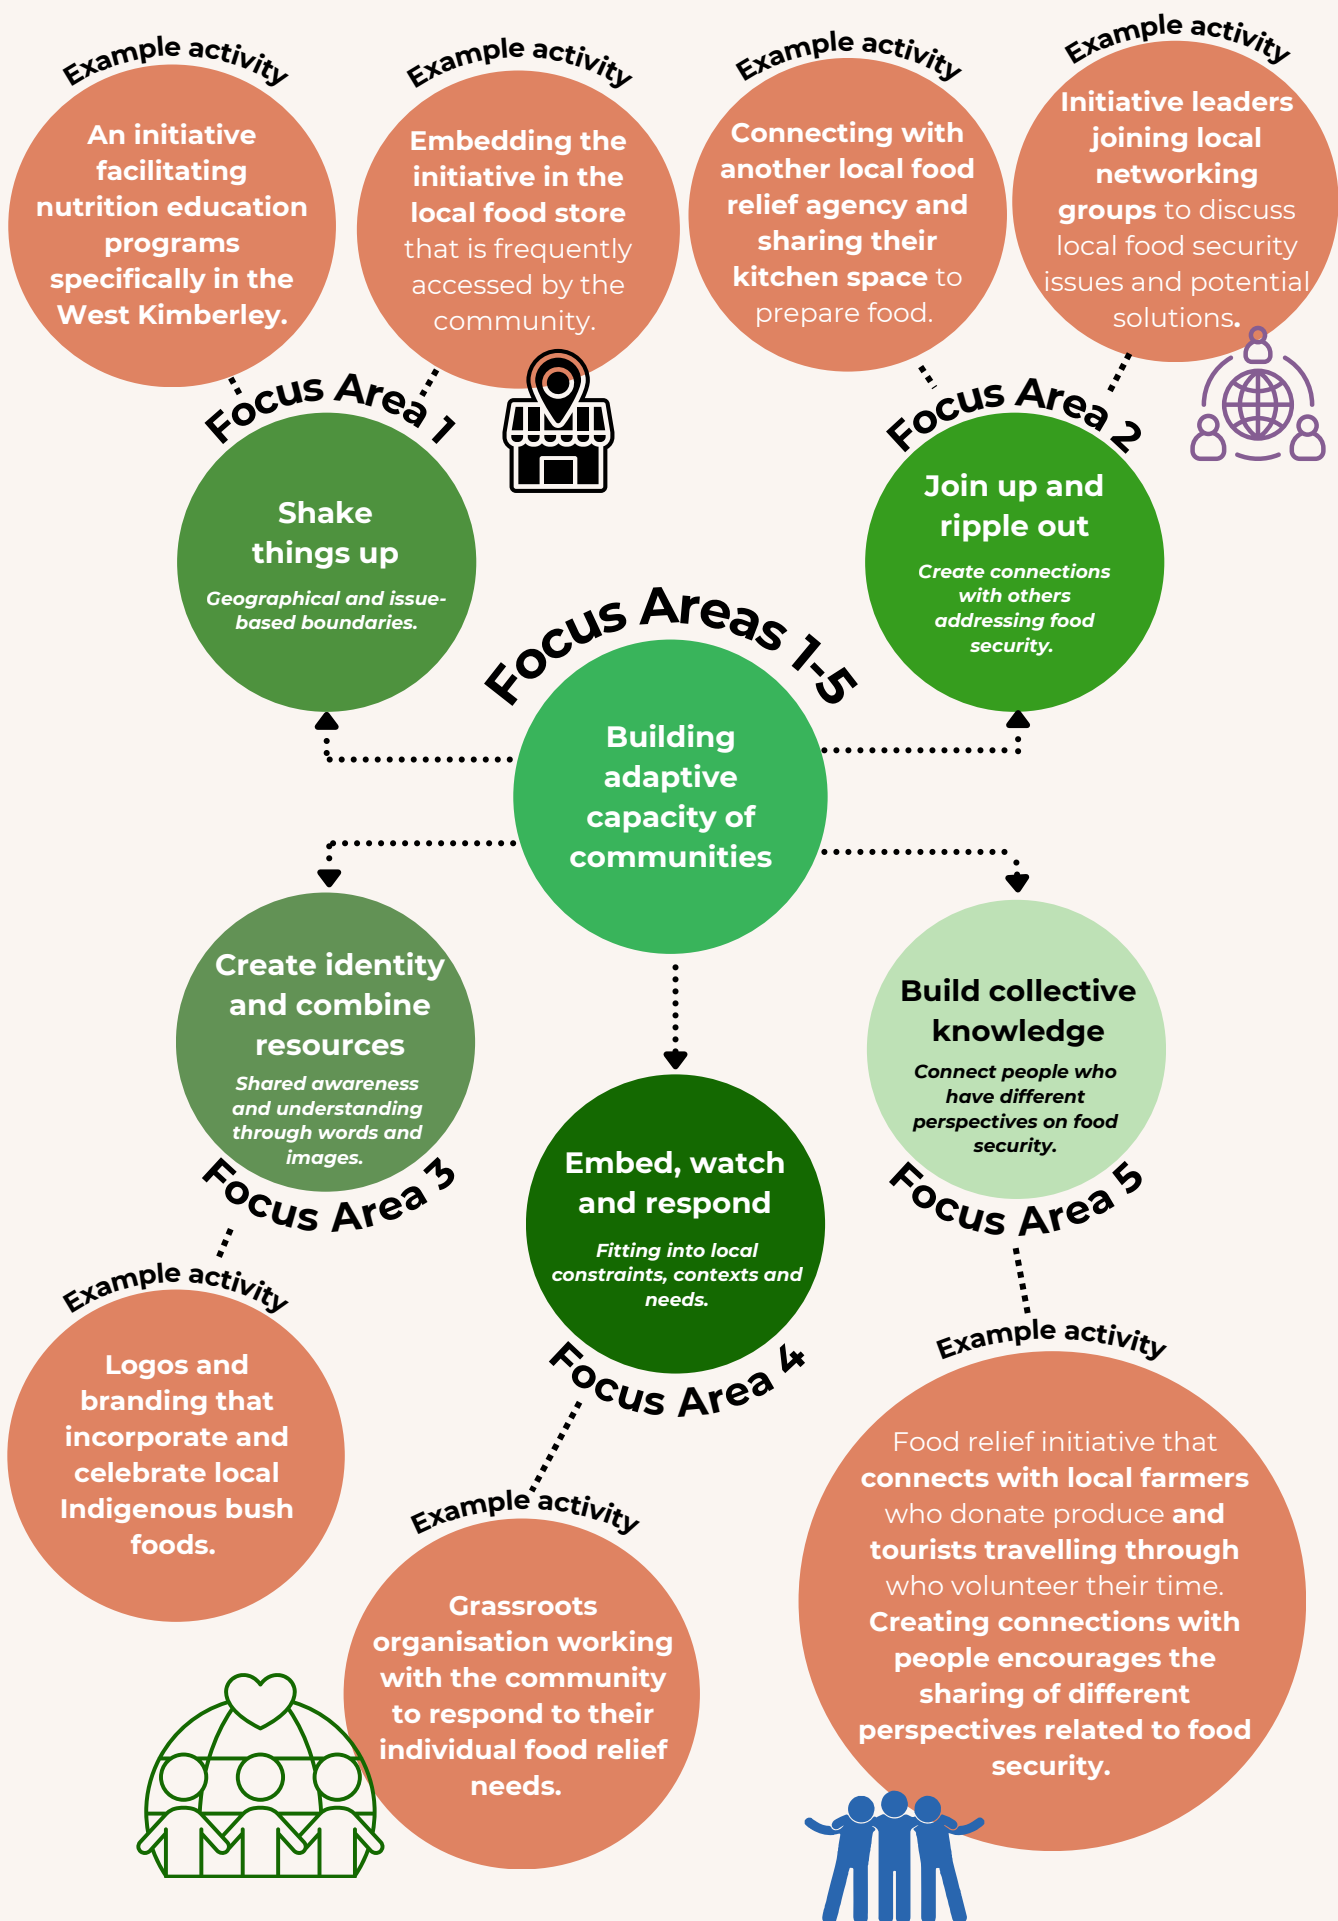 Example activity
An initiative
facilitating
nutrition education
programs
specifically in the
West Kimberley.
Example activity
Embedding the
initiative in the
local food store
that is frequently
accessed by the
community.
Example activity
Connecting with
another local food
relief agency and
sharing their
kitchen space to
prepare food.
Example activity
Initiative leaders
joining local
networking
groups to discuss
local food security
issues and potential
solutions.
Focus Area 1
Shake
things up
Geographical and issue-
based boundaries.
Focus Area 2
Join up and
ripple out
Create connections
with others
addressing food
security.
Focus Areas 1-5
Building
adaptive
capacity of
communities
Create identity
and combine
resources
Shared awareness
and understanding
through words and
images.
Focus Area 3
Embed, watch
and respond
Fitting into local
constraints, contexts and
needs.
Focus Area 4
Build collective
knowledge
Connect people who
have different
perspectives on food
security.
Focus Area 5
Example activity
Logos and
branding that
incorporate and
celebrate local
Indigenous bush
foods.
Example activity
Grassroots
organisation working
with the community
to respond to their
individual food relief
needs.
Example activity
Food relief initiative that
connects with local farmers
who donate produce and
tourists travelling through
who volunteer their time.
Creating connections with
people encourages the
sharing of different
perspectives related to food
security.